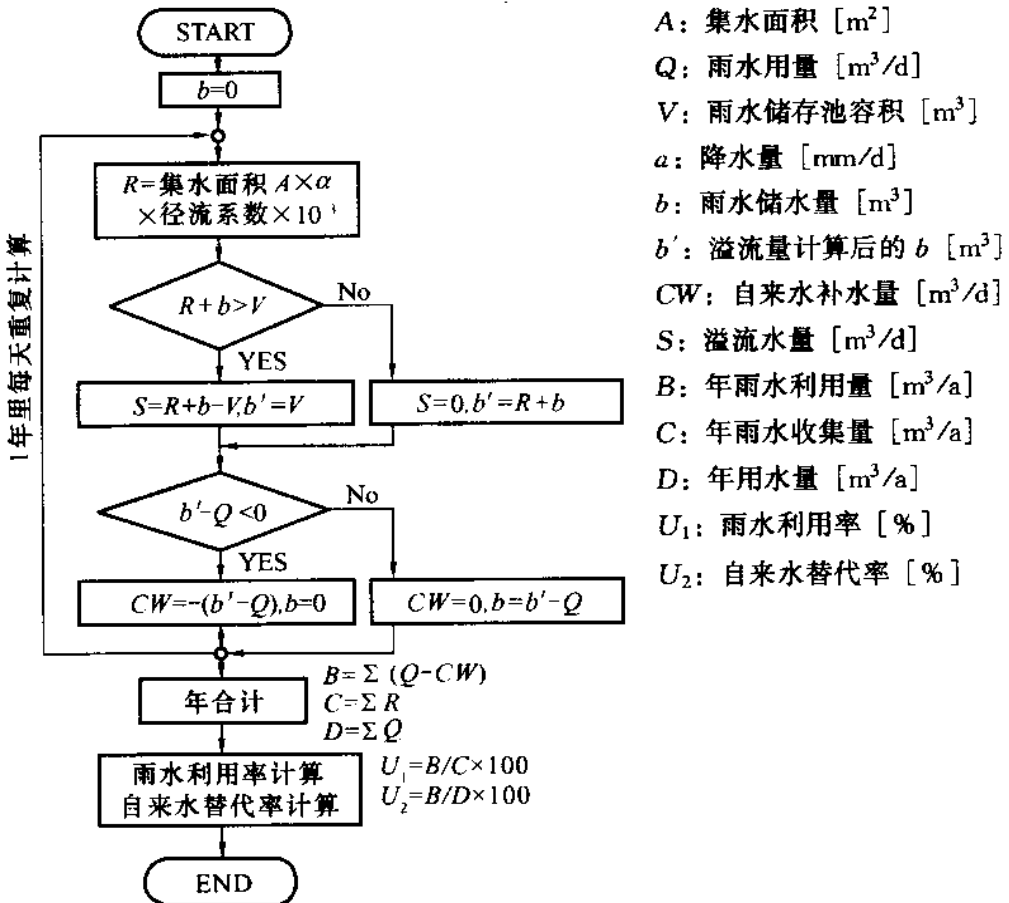 START
b=0
R=集水面积 A×α
×径流系数×10
1年里每天重复计算
R+b>V
No
YES
S=R+b-V,b'=V
S=0,b'=R+b
b'-Q<0
No
YES
CW=-(b'-Q),b=0
CW=0,b=b'-Q
年合计
B=Σ (Q-CW)
C=ΣR
D=ΣQ
雨水利用率计算
自来水替代率计算
U₁=B/C×100
U₂=B/D×100
END
A: 集水面积 [m²]
Q: 雨水用量 [m³/d]
V: 雨水储存池容积 [m³]
a: 降水量 [mm/d]
b: 雨水储水量 [m³]
b': 溢流量计算后的 b [m³]
CW: 自来水补水量 [m³/d]
S: 溢流水量 [m³/d]
B: 年雨水利用量 [m³/a]
C: 年雨水收集量 [m³/a]
D: 年用水量 [m³/a]
U₁: 雨水利用率 [%]
U₂: 自来水替代率 [%]